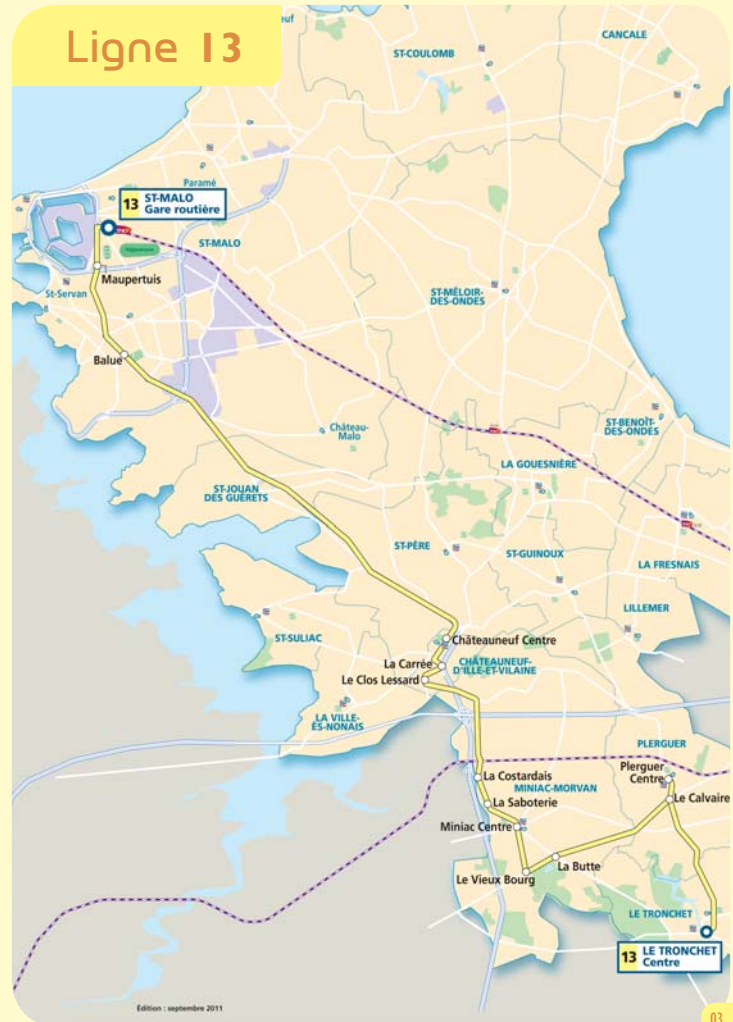 Ligne 13
ST-COULOMB
CANCALE
Paramé
13 ST-MALO
Gare routière
ST-MALO
Maupertuis
St-Servan
ST-MÉLOIR-
DES-ONDES
Balue
Château-
Malo
ST-BENOÎT-
DES-ONDES
LA GOUESNIÈRE
ST-JOUAN
DES GUÉRETS
ST-PÈRE
ST-GUINOUX
LA FRESNAIS
LILLEMER
ST-SULIAC
Châteauneuf Centre
La Carrée
CHÂTEAUNEUF-
D'ILLE-ET-VILAINE
Le Clos Lessard
LA VILLE-
ÈS-NONAIS
PLERGUER
Plerguer
Centre
La Costardais
MINIAC-MORVAN
Le Calvaire
La Saboterie
Miniac Centre
La Butte
Le Vieux Bourg
LE TRONCHET
13 LE TRONCHET
Centre
Édition : septembre 2011
03